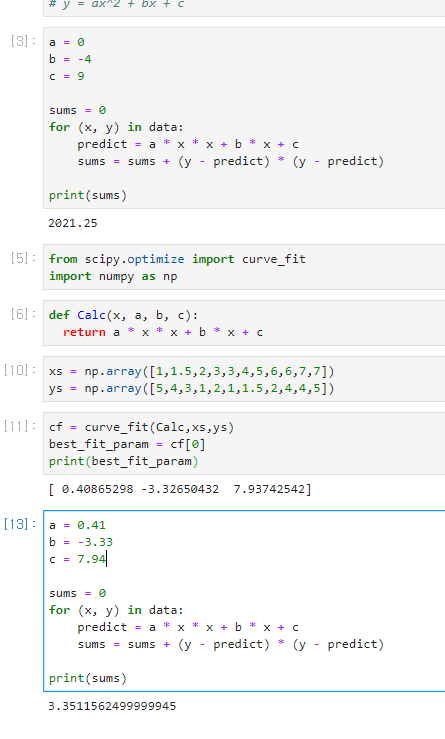 # y = ax^2 + bx + c
[3]:
a = 0
b = -4
c = 9
sums = 0
for (x, y) in data:
    predict = a * x * x + b * x + c
    sums = sums + (y - predict) * (y - predict)
print(sums)
2021.25
[5]:
from scipy.optimize import curve_fit
import numpy as np
[6]:
def Calc(x, a, b, c):
  return a * x * x + b * x + c
[10]:
xs = np.array([1,1.5,2,3,3,4,5,6,6,7,7])
ys = np.array([5,4,3,1,2,1,1.5,2,4,4,5])
[11]:
cf = curve_fit(Calc,xs,ys)
best_fit_param = cf[0]
print(best_fit_param)
[ 0.40865298 -3.32650432  7.93742542]
[13]:
a = 0.41
b = -3.33
c = 7.94
sums = 0
for (x, y) in data:
    predict = a * x * x + b * x + c
    sums = sums + (y - predict) * (y - predict)
print(sums)
3.3511562499999945